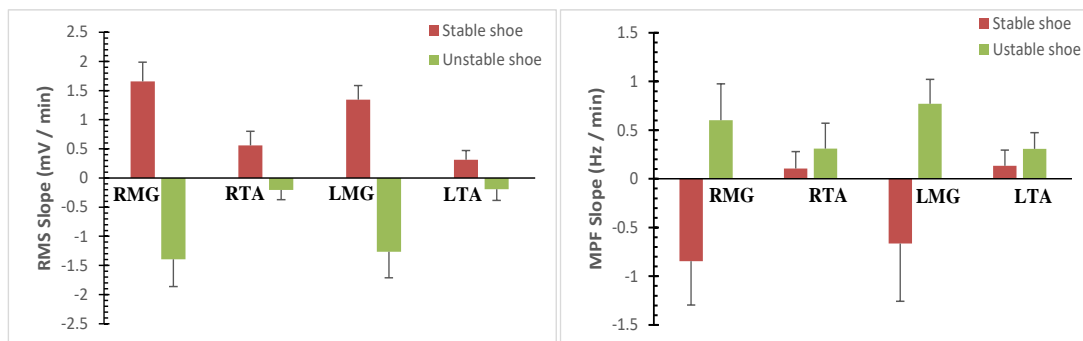 Stable shoe
Unstable shoe
RMS Slope (mV / min)
2.5
2
1.5
1
0.5
0
-0.5
-1
-1.5
-2
-2.5
RMG RTA LMG LTA
Stable shoe
Ustable shoe
MPF Slope (Hz / min)
1.5
1
0.5
0
-0.5
-1
-1.5
RMG RTA LMG LTA